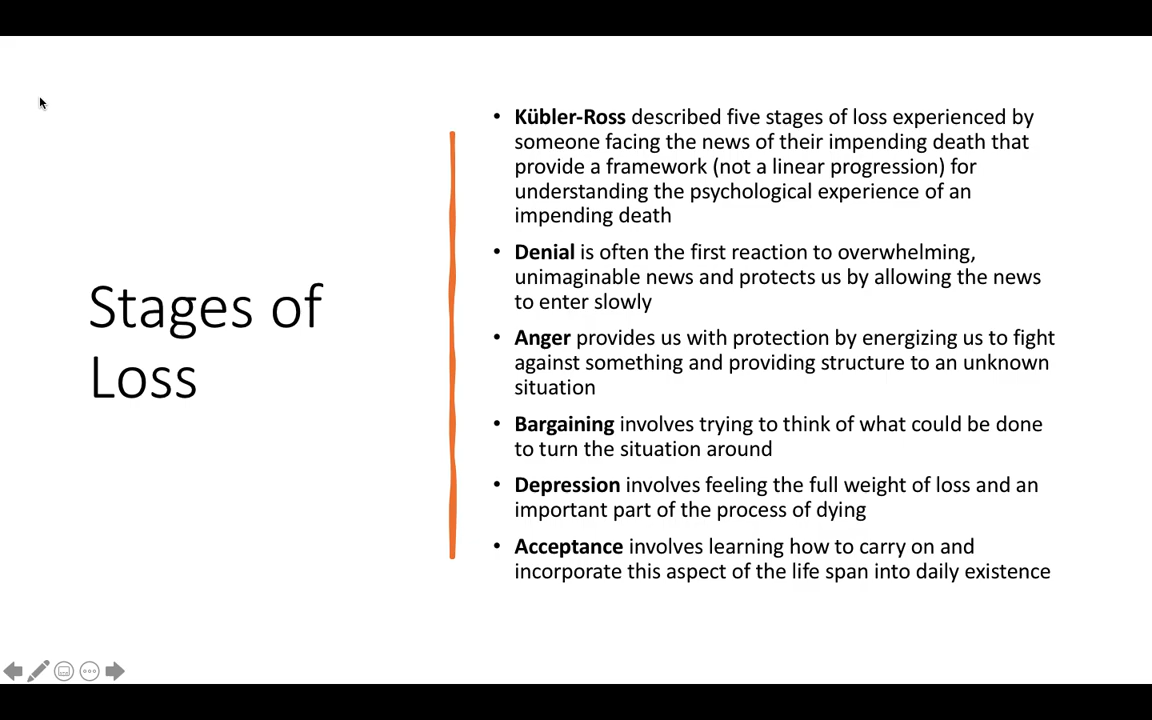 Stages of
Loss
• Kübler-Ross described five stages of loss experienced by
someone facing the news of their impending death that
provide a framework (not a linear progression) for
understanding the psychological experience of an
impending death
• Denial is often the first reaction to overwhelming,
unimaginable news and protects us by allowing the news
to enter slowly
• Anger provides us with protection by energizing us to fight
against something and providing structure to an unknown
situation
• Bargaining involves trying to think of what could be done
to turn the situation around
• Depression involves feeling the full weight of loss and an
important part of the process of dying
• Acceptance involves learning how to carry on and
incorporate this aspect of the life span into daily existence